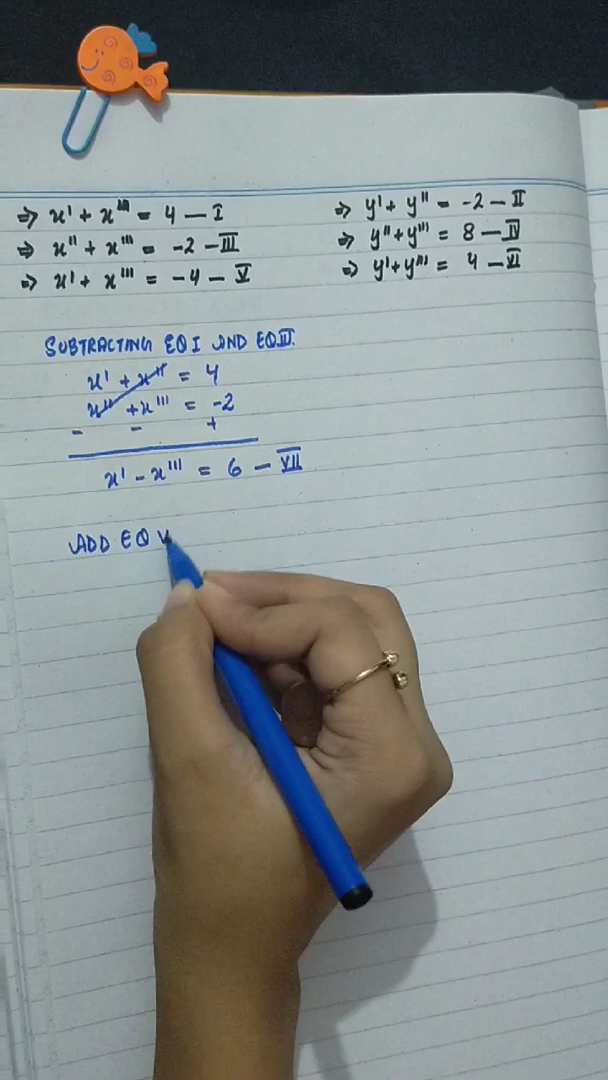 ⇒ x' + x''' = 4 — I
⇒ y' + y'' = -2 — II
⇒ x'' + x''' = -2 — III
⇒ y'' + y''' = 8 — IV
⇒ x' + x''' = -4 — V
⇒ y' + y''' = 4 — VI
SUBTRACTING EQ I AND EQ III.
x' + x'' = 4
x'' + x''' = -2
- - +
x' - x''' = 6 — VII
ADD EQ V